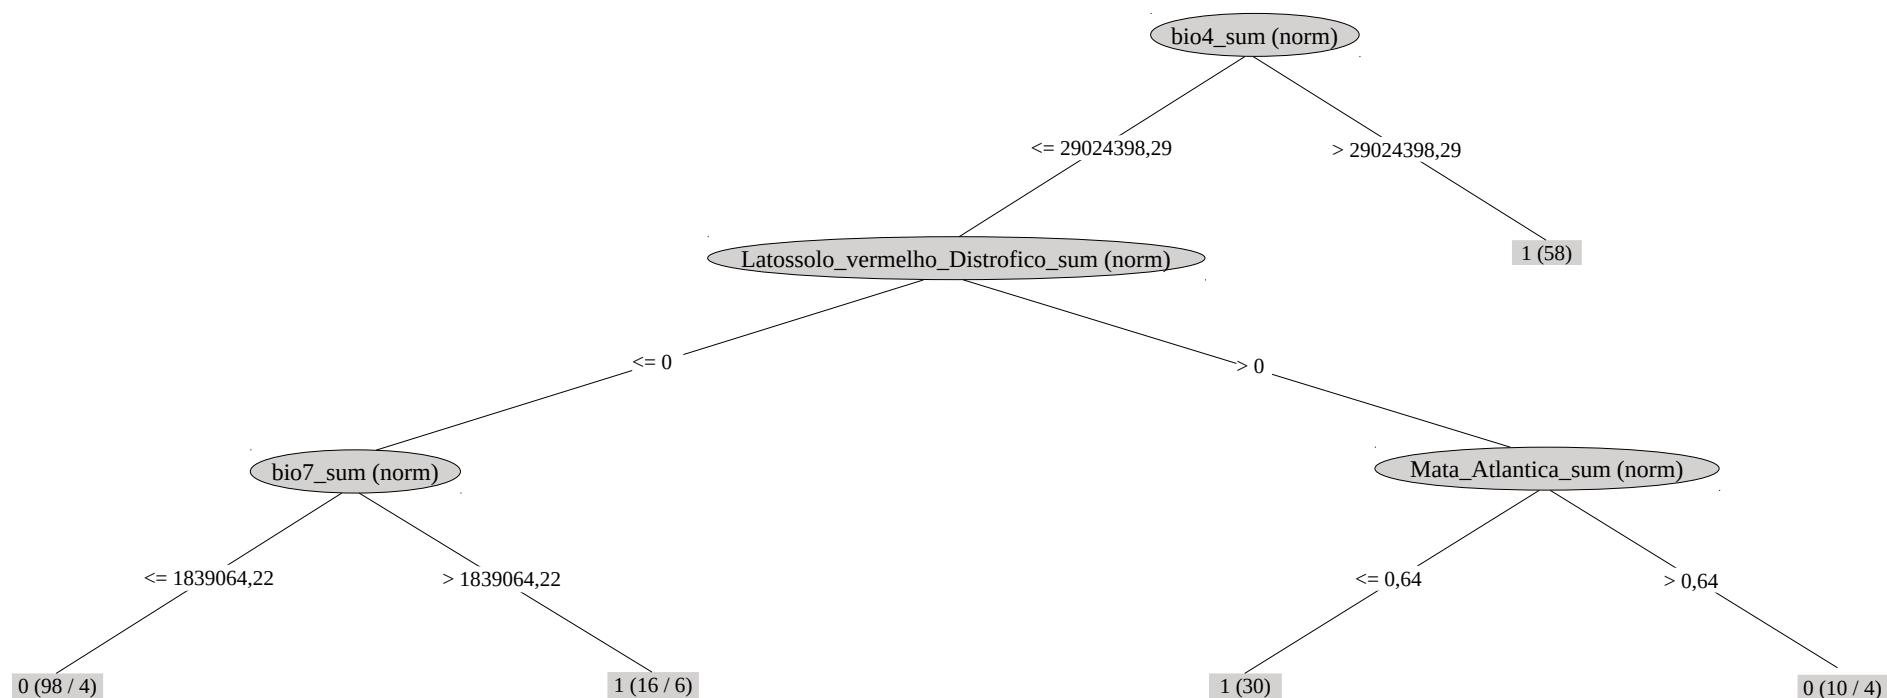 bio4_sum (norm)
<= 29024398,29
> 29024398,29
1 (58)
Latossolo_vermelho_Distrofico_sum (norm)
<= 0
> 0
bio7_sum (norm)
Mata_Atlantica_sum (norm)
<= 1839064,22
> 1839064,22
<= 0,64
> 0,64
0 (98 / 4)
1 (16 / 6)
1 (30)
0 (10 / 4)